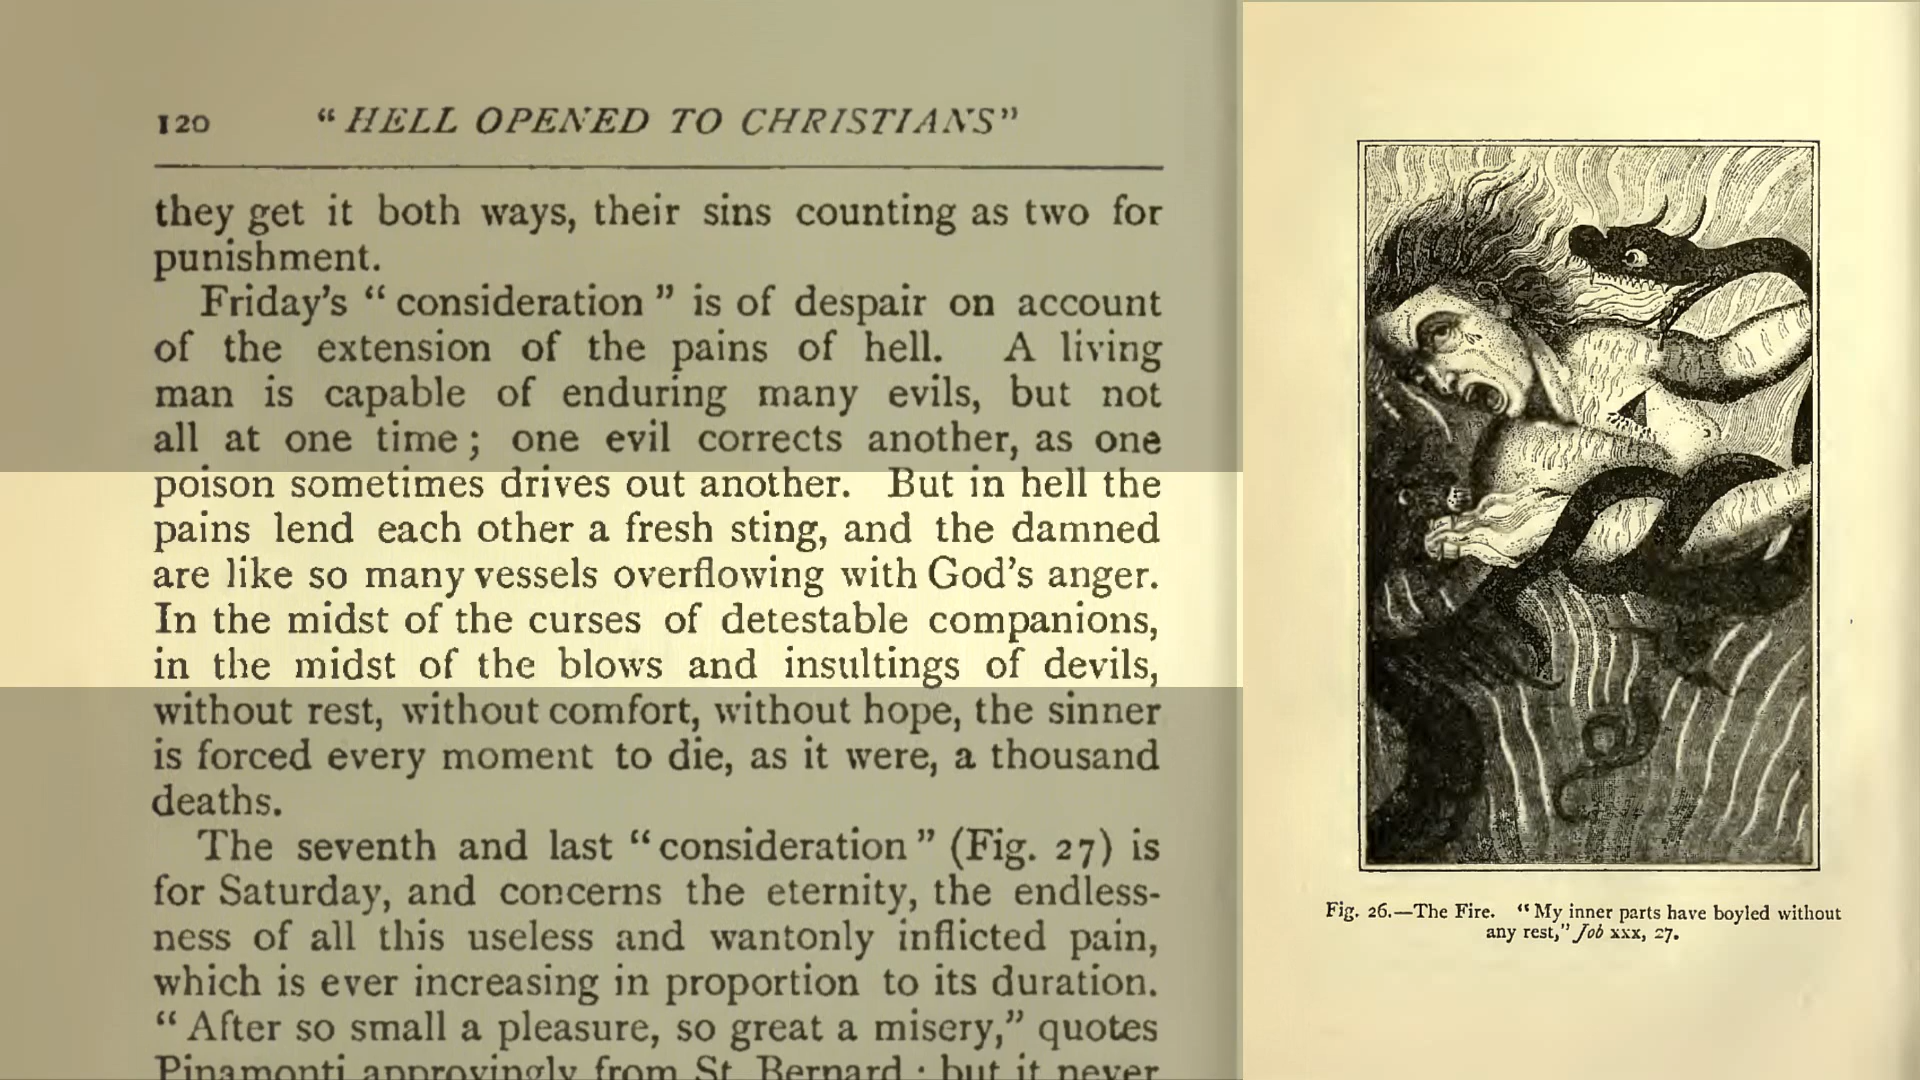 120 “HELL OPENED TO CHRISTIANS”
they get it both ways, their sins counting as two for
punishment.
Friday's “consideration” is of despair on account
of the extension of the pains of hell. A living
man is capable of enduring many evils, but not
all at one time; one evil corrects another, as one
poison sometimes drives out another. But in hell the
pains lend each other a fresh sting, and the damned
are like so many vessels overflowing with God's anger.
In the midst of the curses of detestable companions,
in the midst of the blows and insultings of devils,
without rest, without comfort, without hope, the sinner
is forced every moment to die, as it were, a thousand
deaths.
The seventh and last “consideration” (Fig. 27) is
for Saturday, and concerns the eternity, the endless-
ness of all this useless and wantonly inflicted pain,
which is ever increasing in proportion to its duration.
“After so small a pleasure, so great a misery,” quotes
Pinamonti approvingly from St. Bernard; but it never
Fig. 26.—The Fire. “My inner parts have boyled without
any rest,” Job xxx, 27.